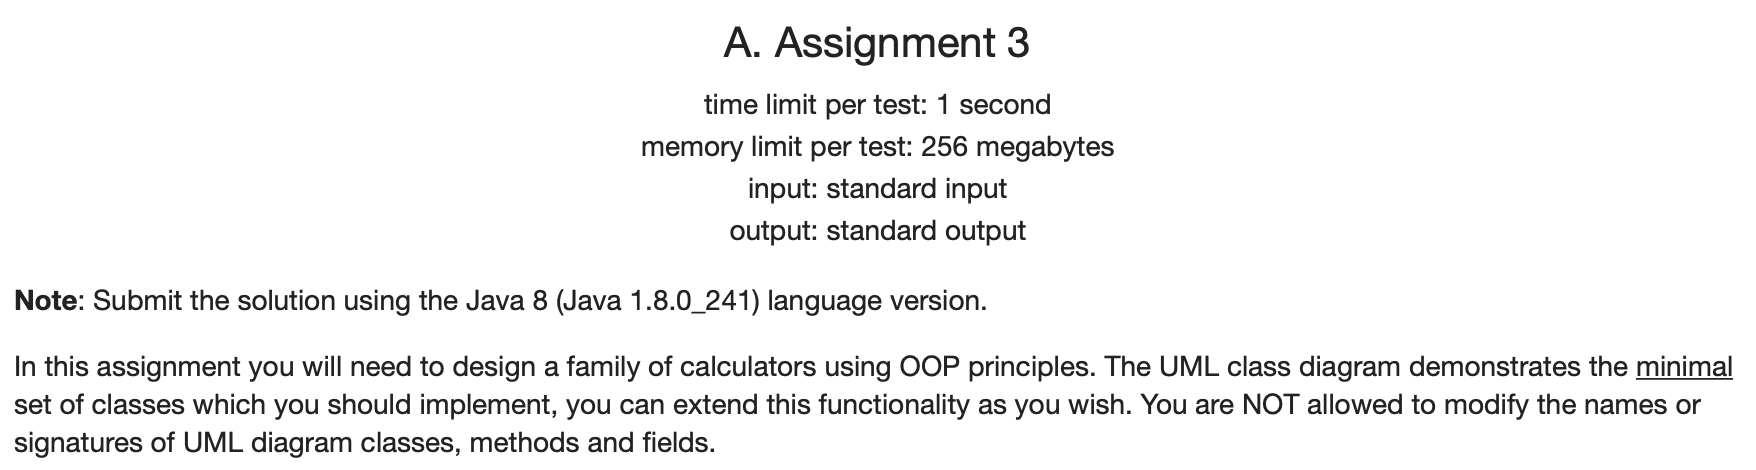 A. Assignment 3
time limit per test: 1 second
memory limit per test: 256 megabytes
input: standard input
output: standard output
Note: Submit the solution using the Java 8 (Java 1.8.0_241) language version.
In this assignment you will need to design a family of calculators using OOP principles. The UML class diagram demonstrates the minimal
set of classes which you should implement, you can extend this functionality as you wish. You are NOT allowed to modify the names or
signatures of UML diagram classes, methods and fields.